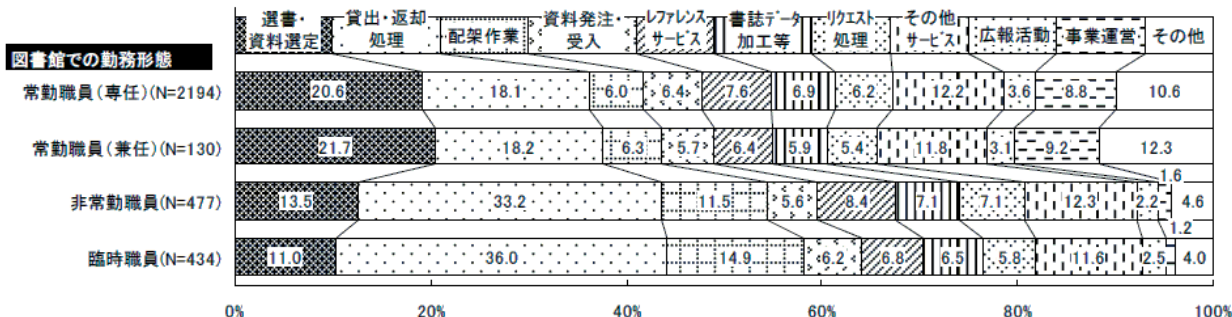 選書・資料選定
貸出・返却処理
配架作業
資料発注・受入
レファレンスサービス
書誌データ加工等
リクエスト処理
その他サービス
広報活動
事業運営
その他
図書館での勤務形態
常勤職員(専任)(N=2194) 20.6 18.1 6.0 6.4 7.6 6.9 6.2 12.2 3.6 8.8 10.6
常勤職員(兼任)(N=130) 21.7 18.2 6.3 5.7 6.4 5.9 5.4 11.8 3.1 9.2 12.3
非常勤職員(N=477) 13.5 33.2 11.5 5.6 8.4 7.1 7.1 12.3 2.2 1.6 4.6
臨時職員(N=434) 11.0 36.0 14.9 6.2 6.8 6.5 5.8 11.6 2.5 1.2 4.0
0% 20% 40% 60% 80% 100%